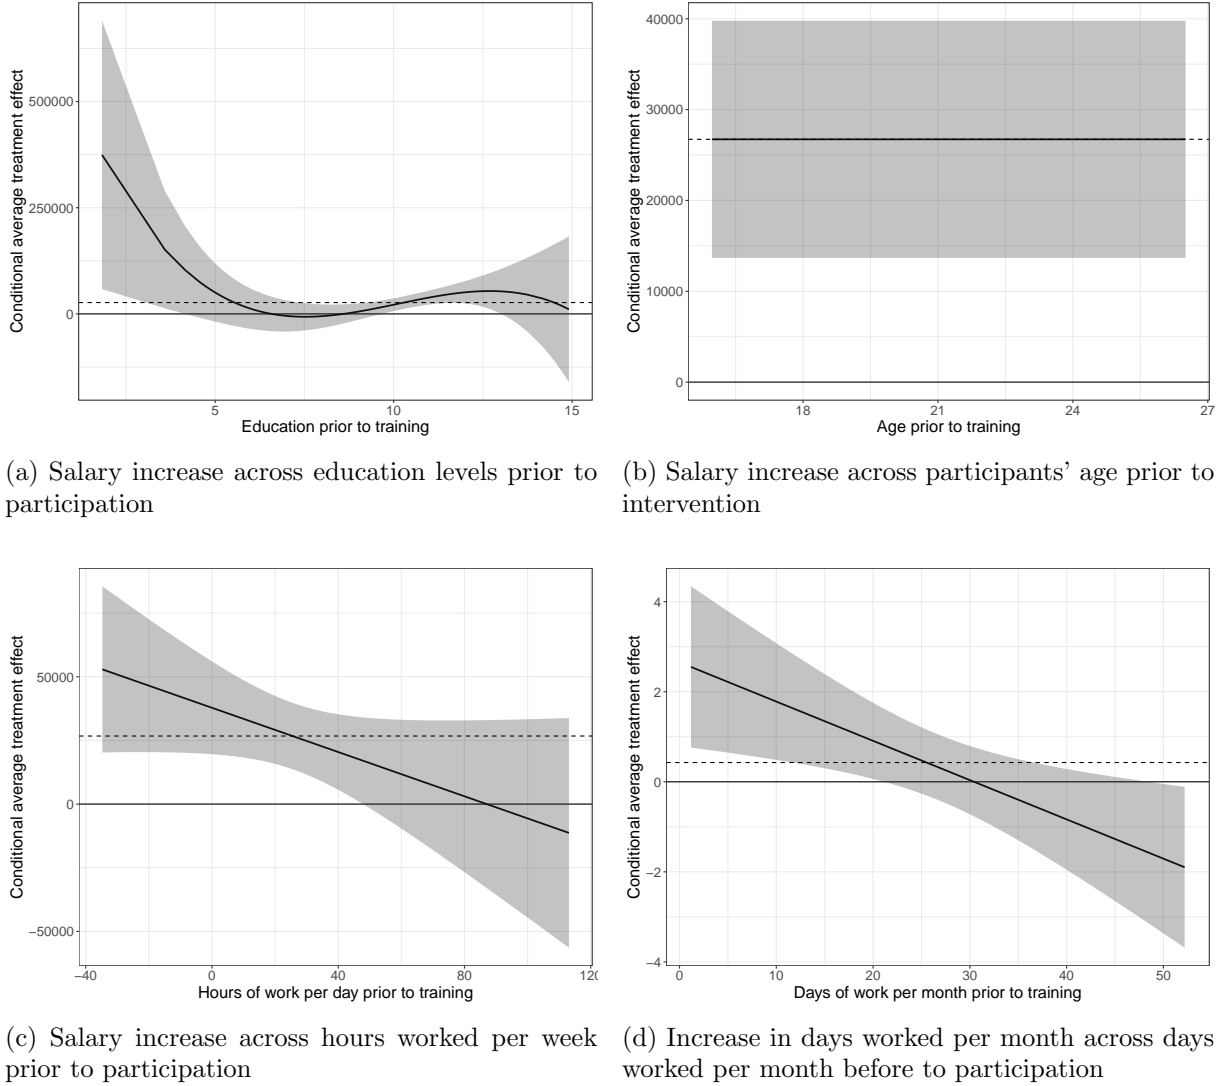 Conditional average treatment effect
500000
250000
0
5
10
15
Education prior to training
(a) Salary increase across education levels prior to
participation
Conditional average treatment effect
40000
30000
20000
10000
0
18
21
24
27
Age prior to training
(b) Salary increase across participants' age prior to
intervention
Conditional average treatment effect
50000
0
−50000
−40
0
40
80
120
Hours of work per day prior to training
(c) Salary increase across hours worked per week
prior to participation
Conditional average treatment effect
4
2
0
−2
−4
0
10
20
30
40
50
Days of work per month prior to training
(d) Increase in days worked per month across days
worked per month before to participation